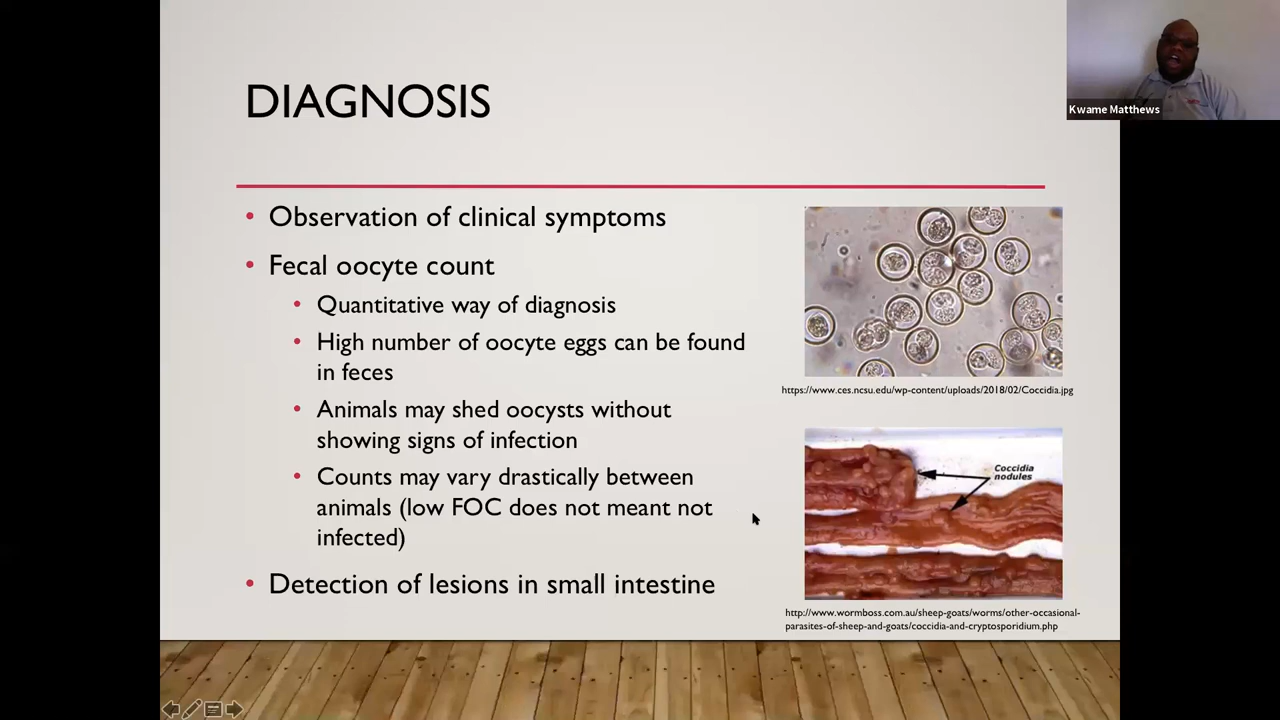 DIAGNOSIS
Kwame Matthews
• Observation of clinical symptoms
• Fecal oocyte count
• Quantitative way of diagnosis
• High number of oocyte eggs can be found
in feces
• Animals may shed oocysts without
showing signs of infection
• Counts may vary drastically between
animals (low FOC does not meant not
infected)
• Detection of lesions in small intestine
https://www.ces.ncsu.edu/wp-content/uploads/2018/02/Coccidia.jpg
Coccidia
nodules
http://www.wormboss.com.au/sheep-goats/worms/other-occasional-
parasites-of-sheep-and-goats/coccidia-and-cryptosporidium.php